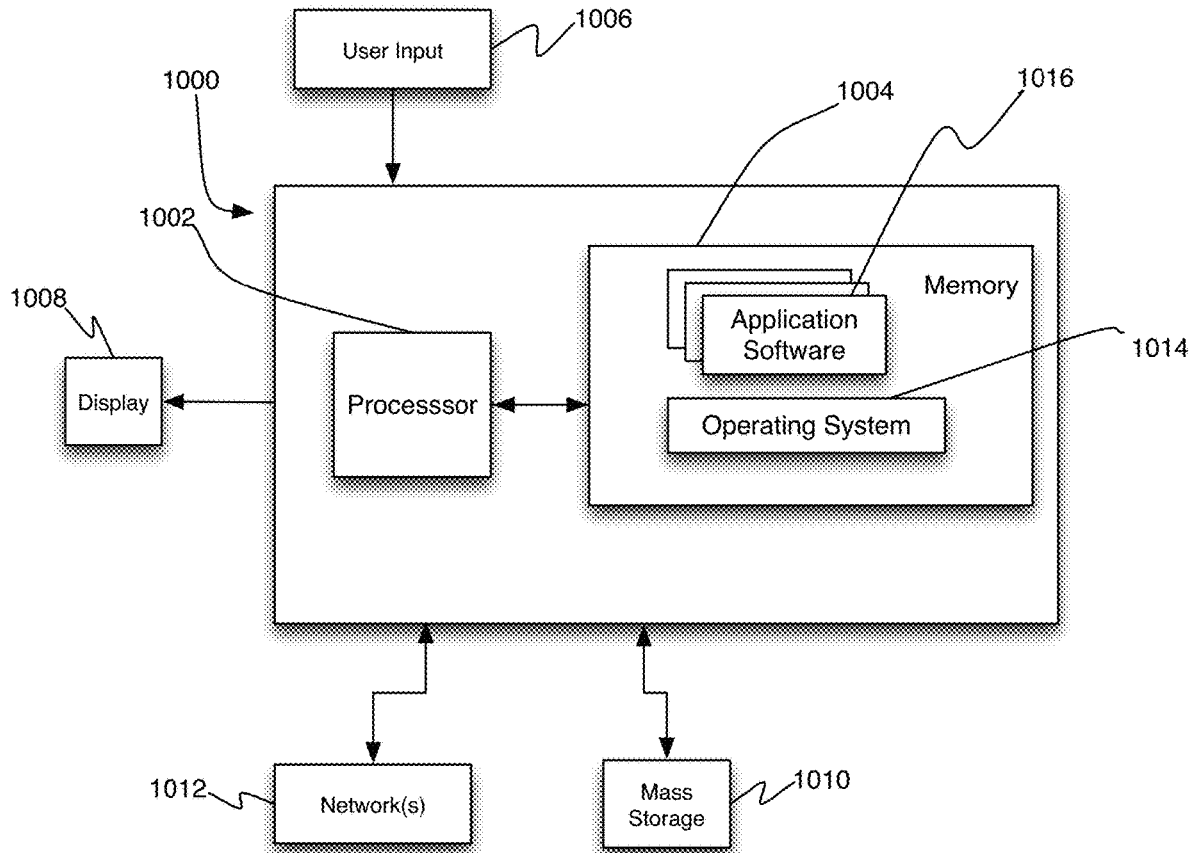 User Input
1006
1000
1004
1016
1002
Memory
1008
Application
Software
1014
Display
Processsor
Operating System
1012
Network(s)
Mass
Storage
1010